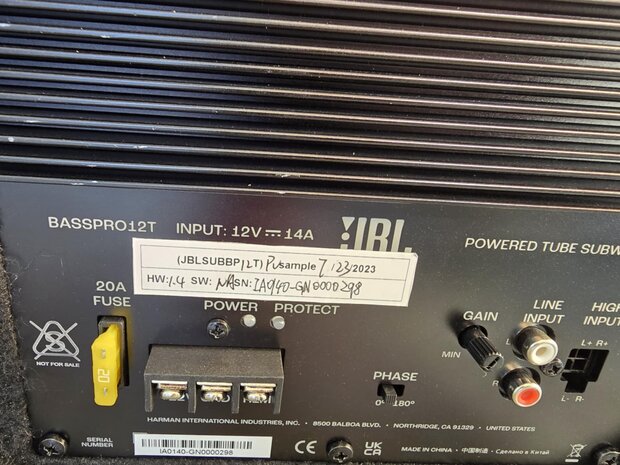 BASSPRO12T INPUT: 12V⎓14A JBL
POWERED TUBE SUBW
(JBLSUBBP12T) PVsample 7/23/2023
HW:1.4 SW: NA SN: IA0140-GN0000298
20A
FUSE
POWER PROTECT
GAIN
MIN
LINE
INPUT
HIGH
INPUT
L+ R+
L
R
L- R-
20
NOT FOR SALE
PHASE
0° 180°
HARMAN INTERNATIONAL INDUSTRIES, INC. • 8500 BALBOA BLVD. • NORTHRIDGE, CA 91329 • UNITED STATES
SERIAL
NUMBER
IA0140-GN0000298
CE
UK
CA
MADE IN CHINA • 中国制造 • Сделано в Китае